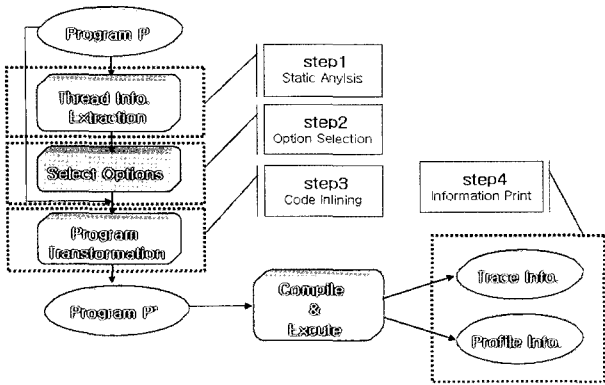 Program P
step1
Static Anylsis
Thread Info.
Extraction
step2
Option Selection
Select Options
step3
Code Inlining
step4
Information Print
Program
Transformation
Trace Info.
Program P'
Compile
&
Excute
Profile Info.